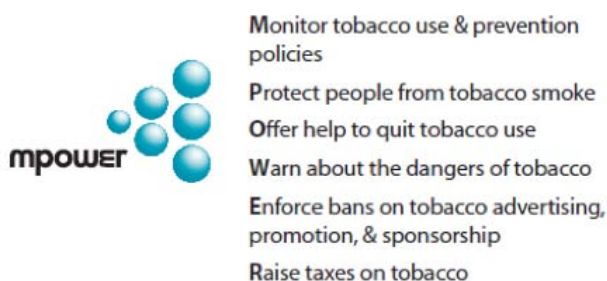 mpower
Monitor tobacco use & prevention
policies
Protect people from tobacco smoke
Offer help to quit tobacco use
Warn about the dangers of tobacco
Enforce bans on tobacco advertising,
promotion, & sponsorship
Raise taxes on tobacco